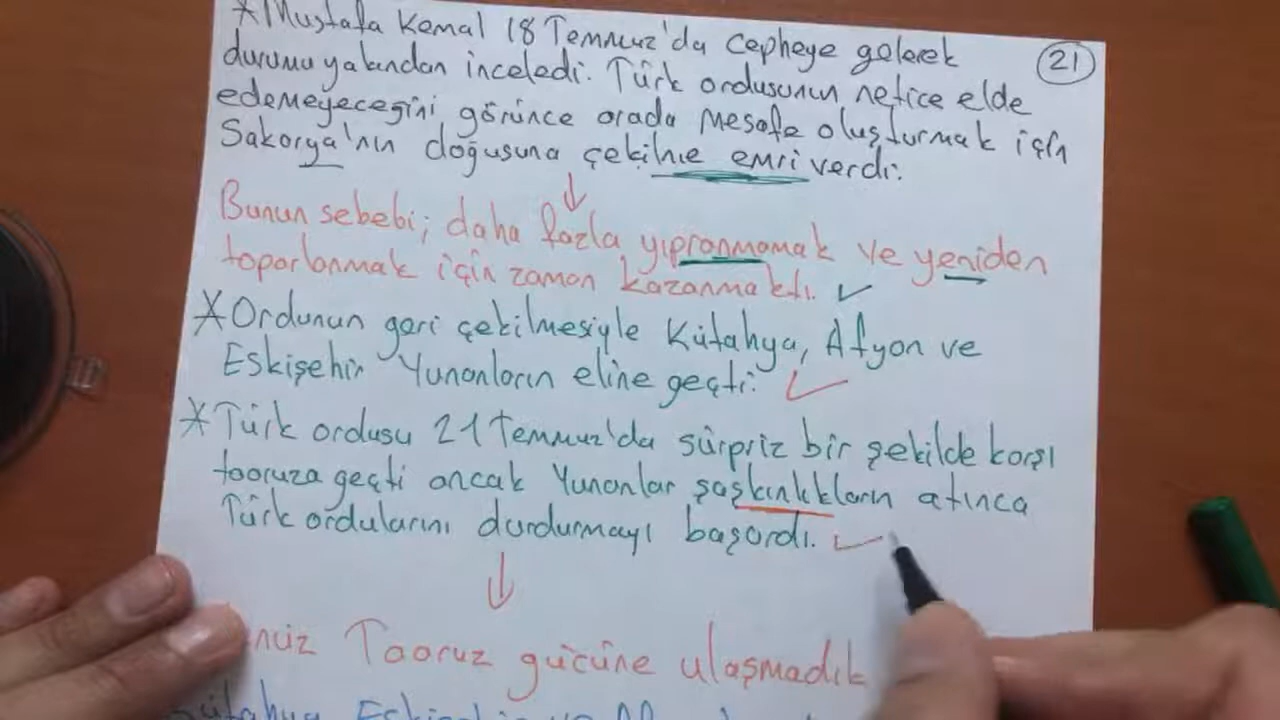 *Mustafa Kemal 18 Temmuz'da Cepheye gelerek
21
durumu yakından inceledi. Türk ordusunun netice elde
edemeyeceğini görünce arada mesafe oluşturmak için
Sakarya'nın doğusuna çekilme emri verdi.
Bunun sebebi; daha fazla yıpranmamak ve yeniden
toparlanmak için zaman kazanmaktı.
*Ordunun geri çekilmesiyle Kütahya, Afyon ve
Eskişehir Yunanların eline geçti.
*Türk ordusu 21 Temmuz'da sürpriz bir şekilde karşı
taaruza geçti ancak Yunanlar şaşkınlıkların atınca
Türk ordularını durdurmayı başardı.
Taaruz gücüne ulaşmadık